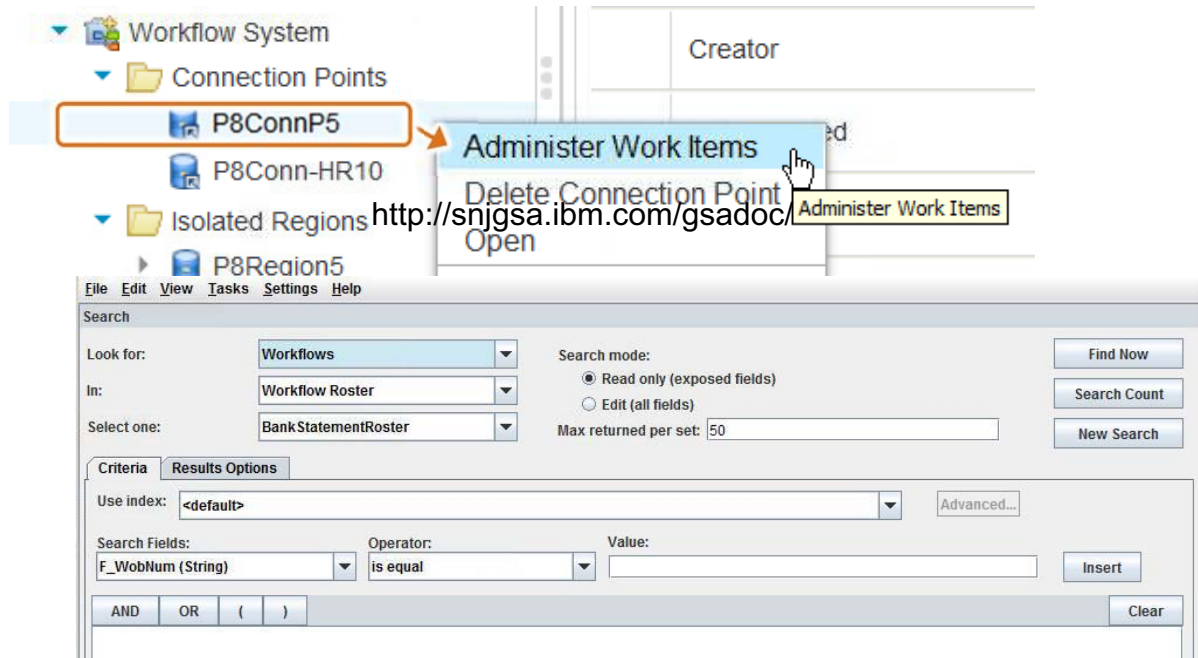 Workflow System
Creator
Connection Points
P8ConnP5
Administer Work Items
P8Conn-HR10
Delete Connection Point
Administer Work Items
Isolated Regions
http://snjgsa.ibm.com/gsadoc/
Open
P8Region5
File Edit View Tasks Settings Help
Search
Look for: Workflows Search mode: Find Now
Read only (exposed fields)
In: Workflow Roster Search Count
Edit (all fields)
Select one: BankStatementRoster Max returned per set: 50 New Search
Criteria Results Options
Use index: <default> Advanced...
Search Fields: Operator: Value:
F_WobNum (String) is equal Insert
AND OR ( ) Clear